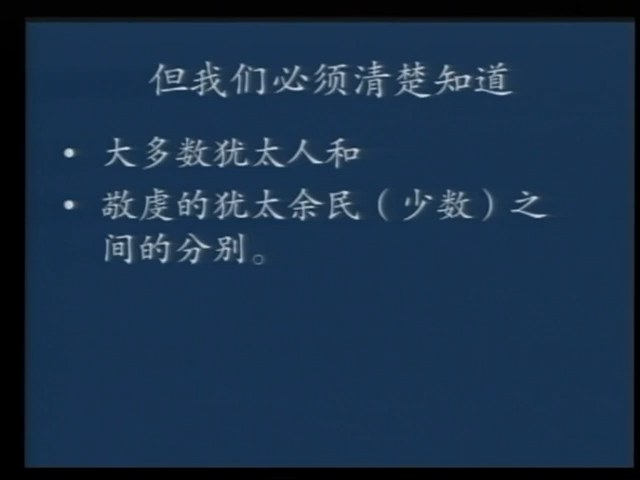 但我们必须清楚知道
• 大多数犹太人和
• 敬虔的犹太余民（少数）之
间的分别。